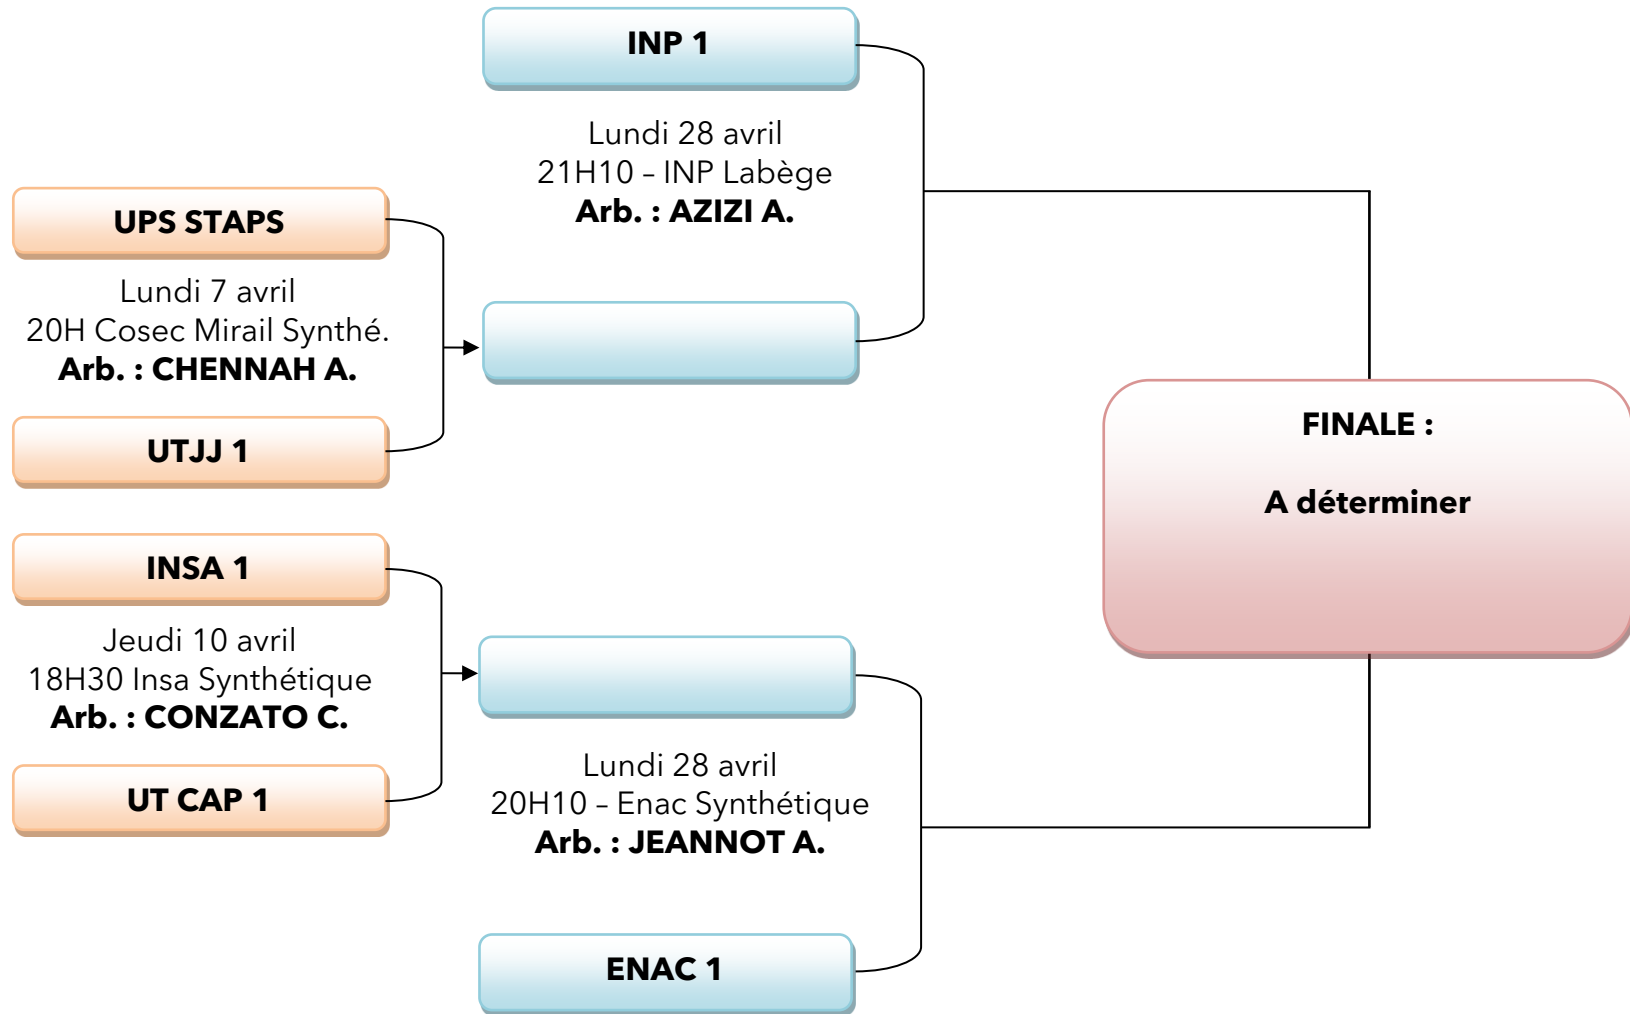 INP 1
Lundi 28 avril
21H10 – INP Labège
Arb. : AZIZI A.
UPS STAPS
Lundi 7 avril
20H Cosec Mirail Synthé.
Arb. : CHENNAH A.
UTJJ 1
INSA 1
Jeudi 10 avril
18H30 Insa Synthétique
Arb. : CONZATO C.
UT CAP 1
Lundi 28 avril
20H10 – Enac Synthétique
Arb. : JEANNOT A.
ENAC 1
FINALE :
A déterminer